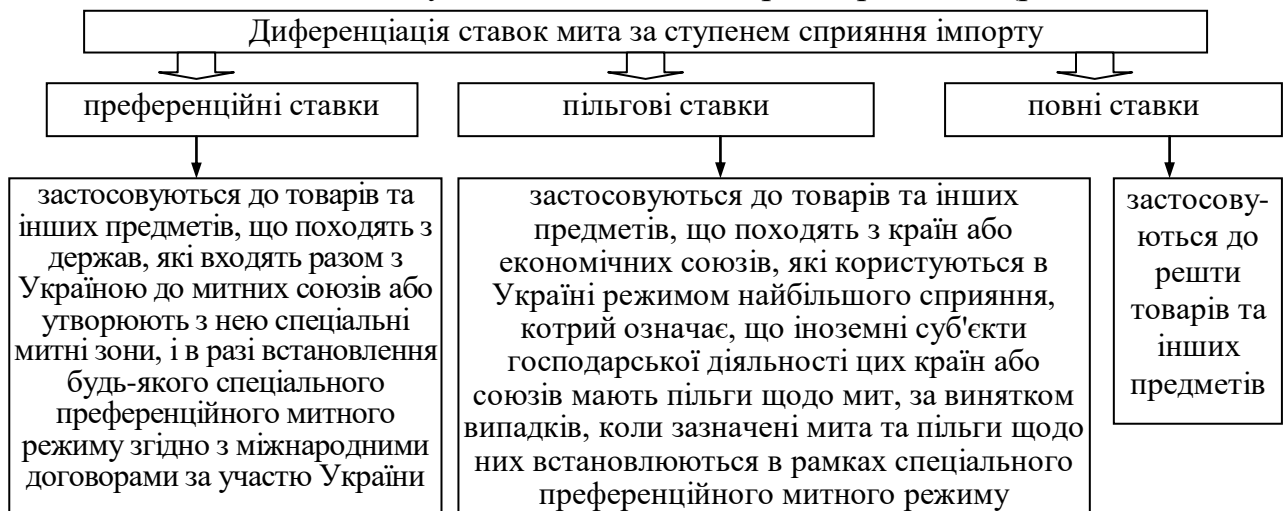 Диференціація ставок мита за ступенем сприяння імпорту
преференційні ставки
пільгові ставки
повні ставки
застосовуються до товарів та
інших предметів, що походять з
держав, які входять разом з
Україною до митних союзів або
утворюють з нею спеціальні
митні зони, і в разі встановлення
будь-якого спеціального
преференційного митного
режиму згідно з міжнародними
договорами за участю України
застосовуються до товарів та інших
предметів, що походять з країн або
економічних союзів, які користуються в
Україні режимом найбільшого сприяння,
котрий означає, що іноземні суб'єкти
господарської діяльності цих країн або
союзів мають пільги щодо мит, за винятком
випадків, коли зазначені мита та пільги щодо
них встановлюються в рамках спеціального
преференційного митного режиму
застосову-
ються до
решти
товарів та
інших
предметів